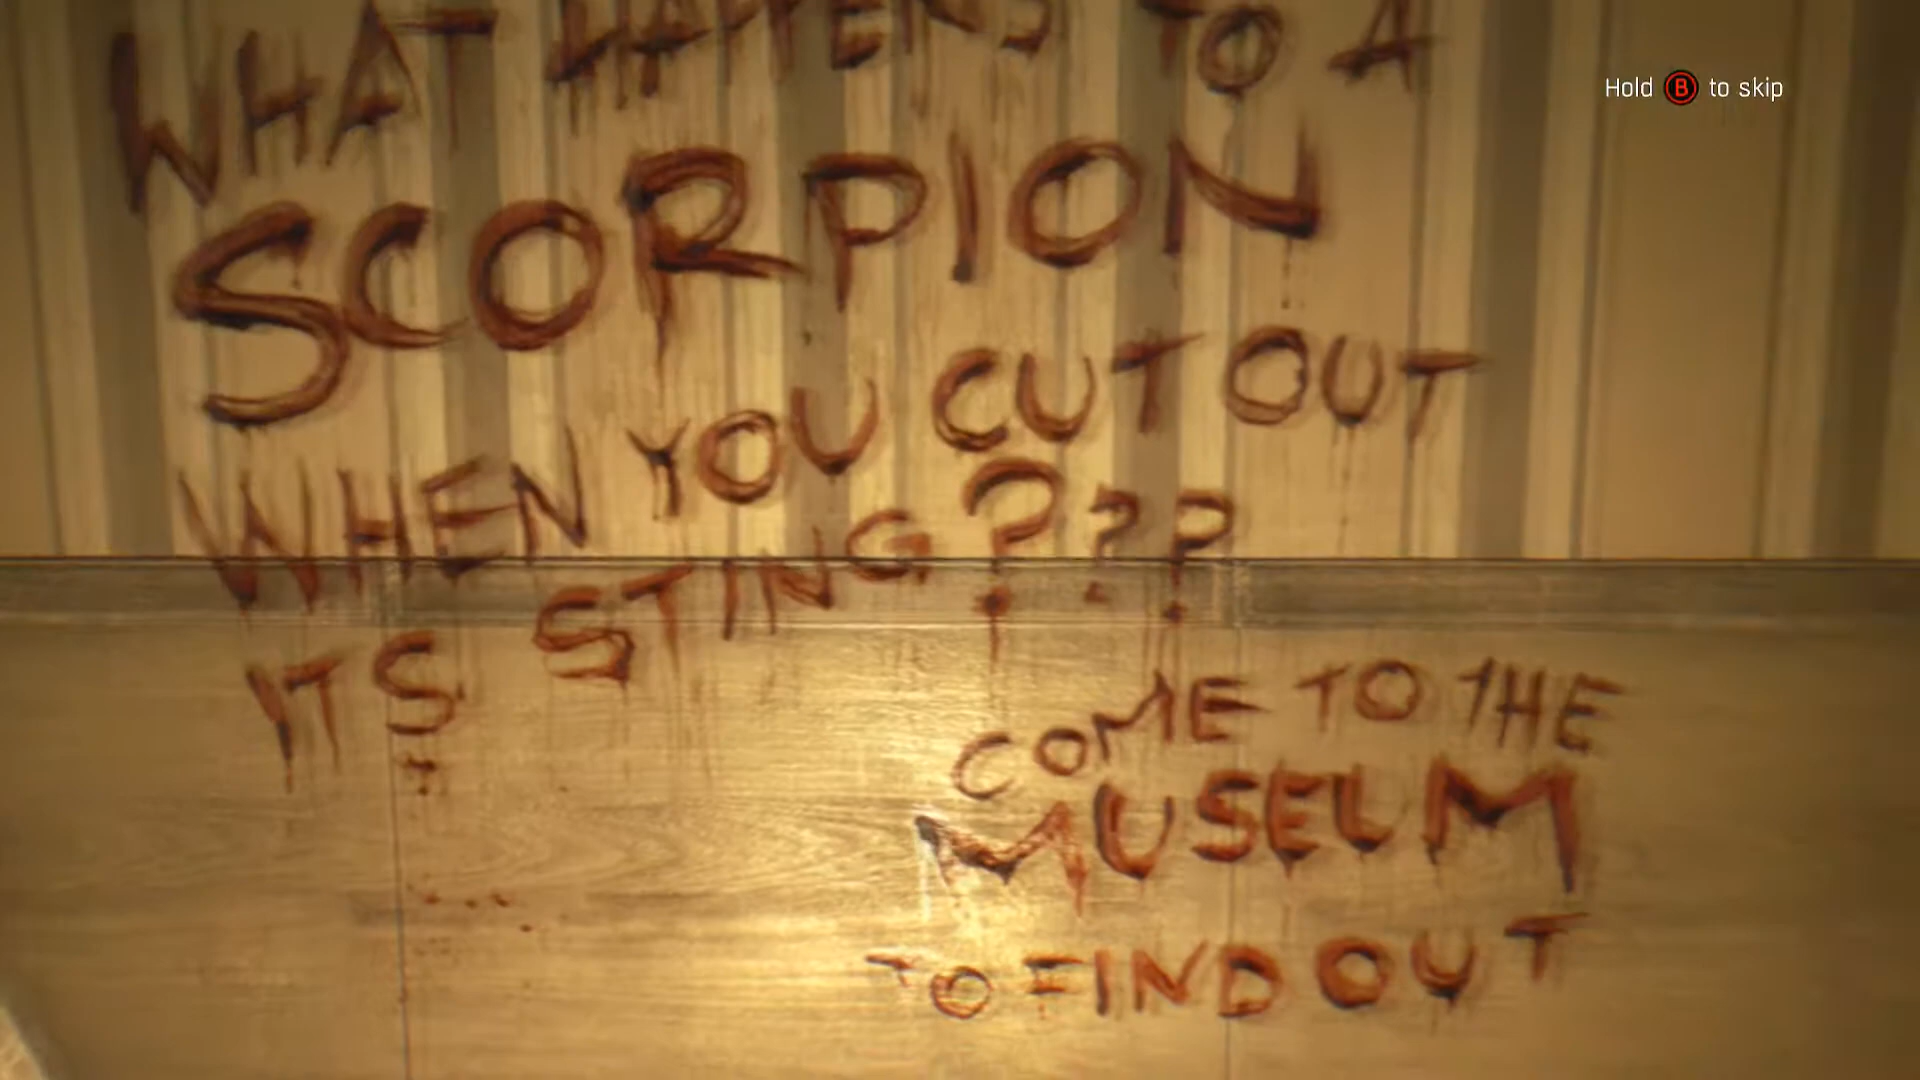 WHAT HAPPENS TO A
Hold B to skip
SCORPION
WHEN YOU CUT OUT
ITS STING???
COME TO THE
MUSEUM
TO FIND OUT